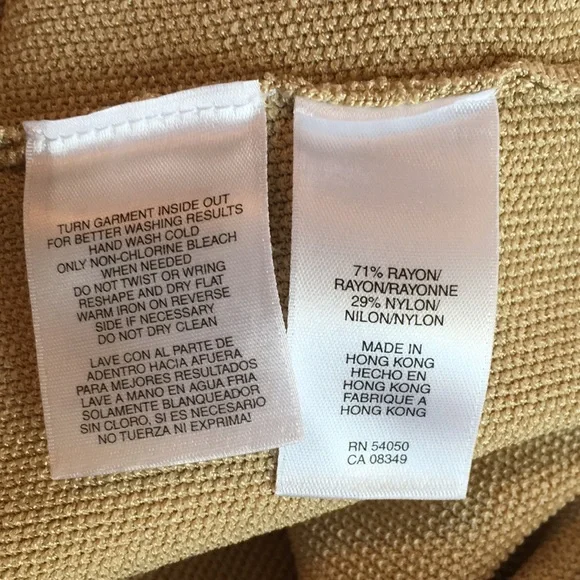 TURN GARMENT INSIDE OUT
FOR BETTER WASHING RESULTS
HAND WASH COLD
ONLY NON-CHLORINE BLEACH
WHEN NEEDED
DO NOT TWIST OR WRING
RESHAPE AND DRY FLAT
WARM IRON ON REVERSE
SIDE IF NECESSARY
DO NOT DRY CLEAN
LAVE CON AL PARTE DE
ADENTRO HACIA AFUERA
PARA MEJORES RESULTADOS
LAVE A MANO EN AGUA FRIA
SOLAMENTE BLANQUEADOR
SIN CLORO, SI ES NECESARIO
NO TUERZA NI EXPRIMA!
71% RAYON/
RAYON/RAYONNE
29% NYLON/
NILON/NYLON
MADE IN
HONG KONG
HECHO EN
HONG KONG
FABRIQUE A
HONG KONG
RN 54050
CA 08349